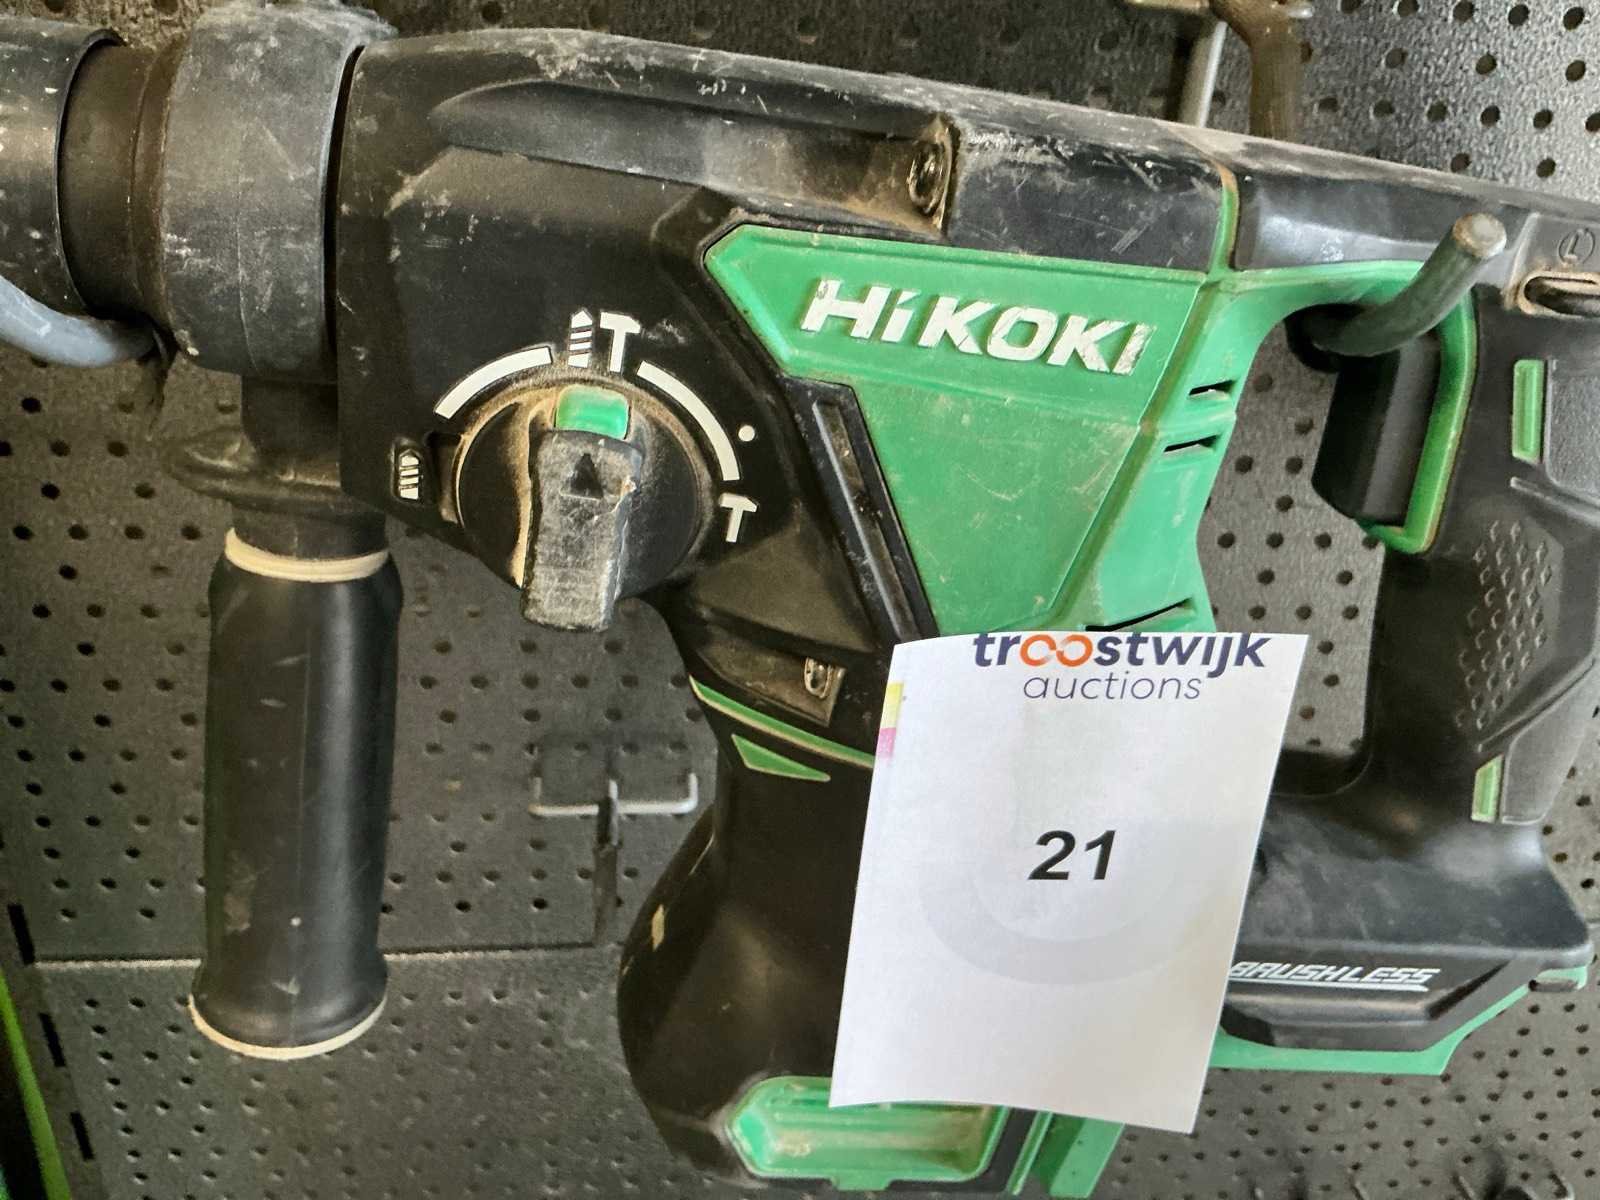 HiKOKI
troostwijk
auctions
21
BRUSHLESS